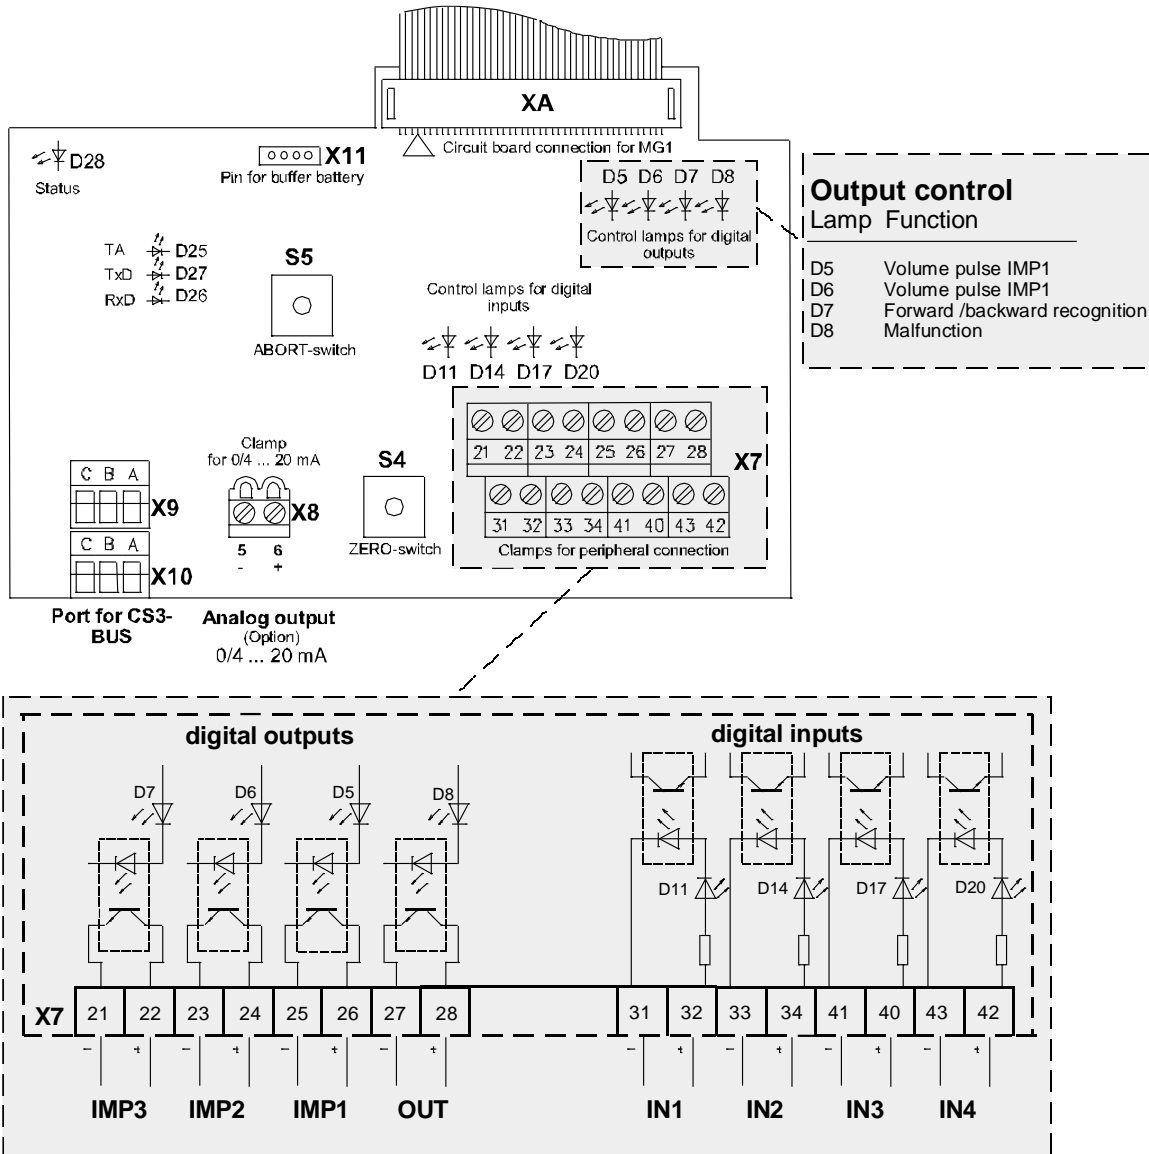 XA
Circuit board connection for MG1
D28
Status
X11
Pin for buffer battery
D5 D6 D7 D8
Control lamps for digital
outputs
Output control
Lamp Function
D5 Volume pulse IMP1
D6 Volume pulse IMP1
D7 Forward /backward recognition
D8 Malfunction
TA D25
TxD D27
RxD D26
S5
ABORT-switch
Control lamps for digital
inputs
D11 D14 D17 D20
21 22 23 24 25 26 27 28
X7
31 32 33 34 41 40 43 42
Clamps for peripheral connection
Clamp
for 0/4 ... 20 mA
X8
5 6
- +
S4
ZERO-switch
C B A
X9
C B A
X10
Port for CS3-
BUS
Analog output
(Option)
0/4 ... 20 mA
digital outputs
digital inputs
D7 D6 D5 D8
D11 D14 D17 D20
X7 21 22 23 24 25 26 27 28 31 32 33 34 41 40 43 42
- + - + - + - + - + - + - + - +
IMP3 IMP2 IMP1 OUT IN1 IN2 IN3 IN4